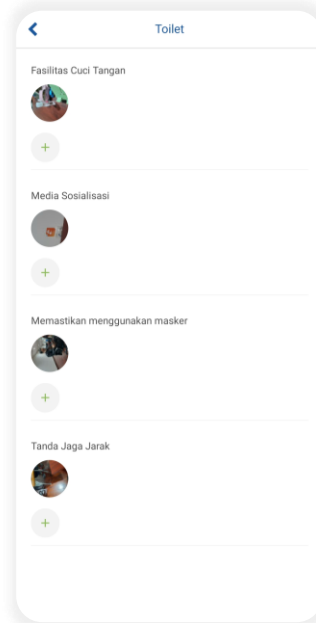 Toilet
Fasilitas Cuci Tangan
+
Media Sosialisasi
+
Memastikan menggunakan masker
+
Tanda Jaga Jarak
+